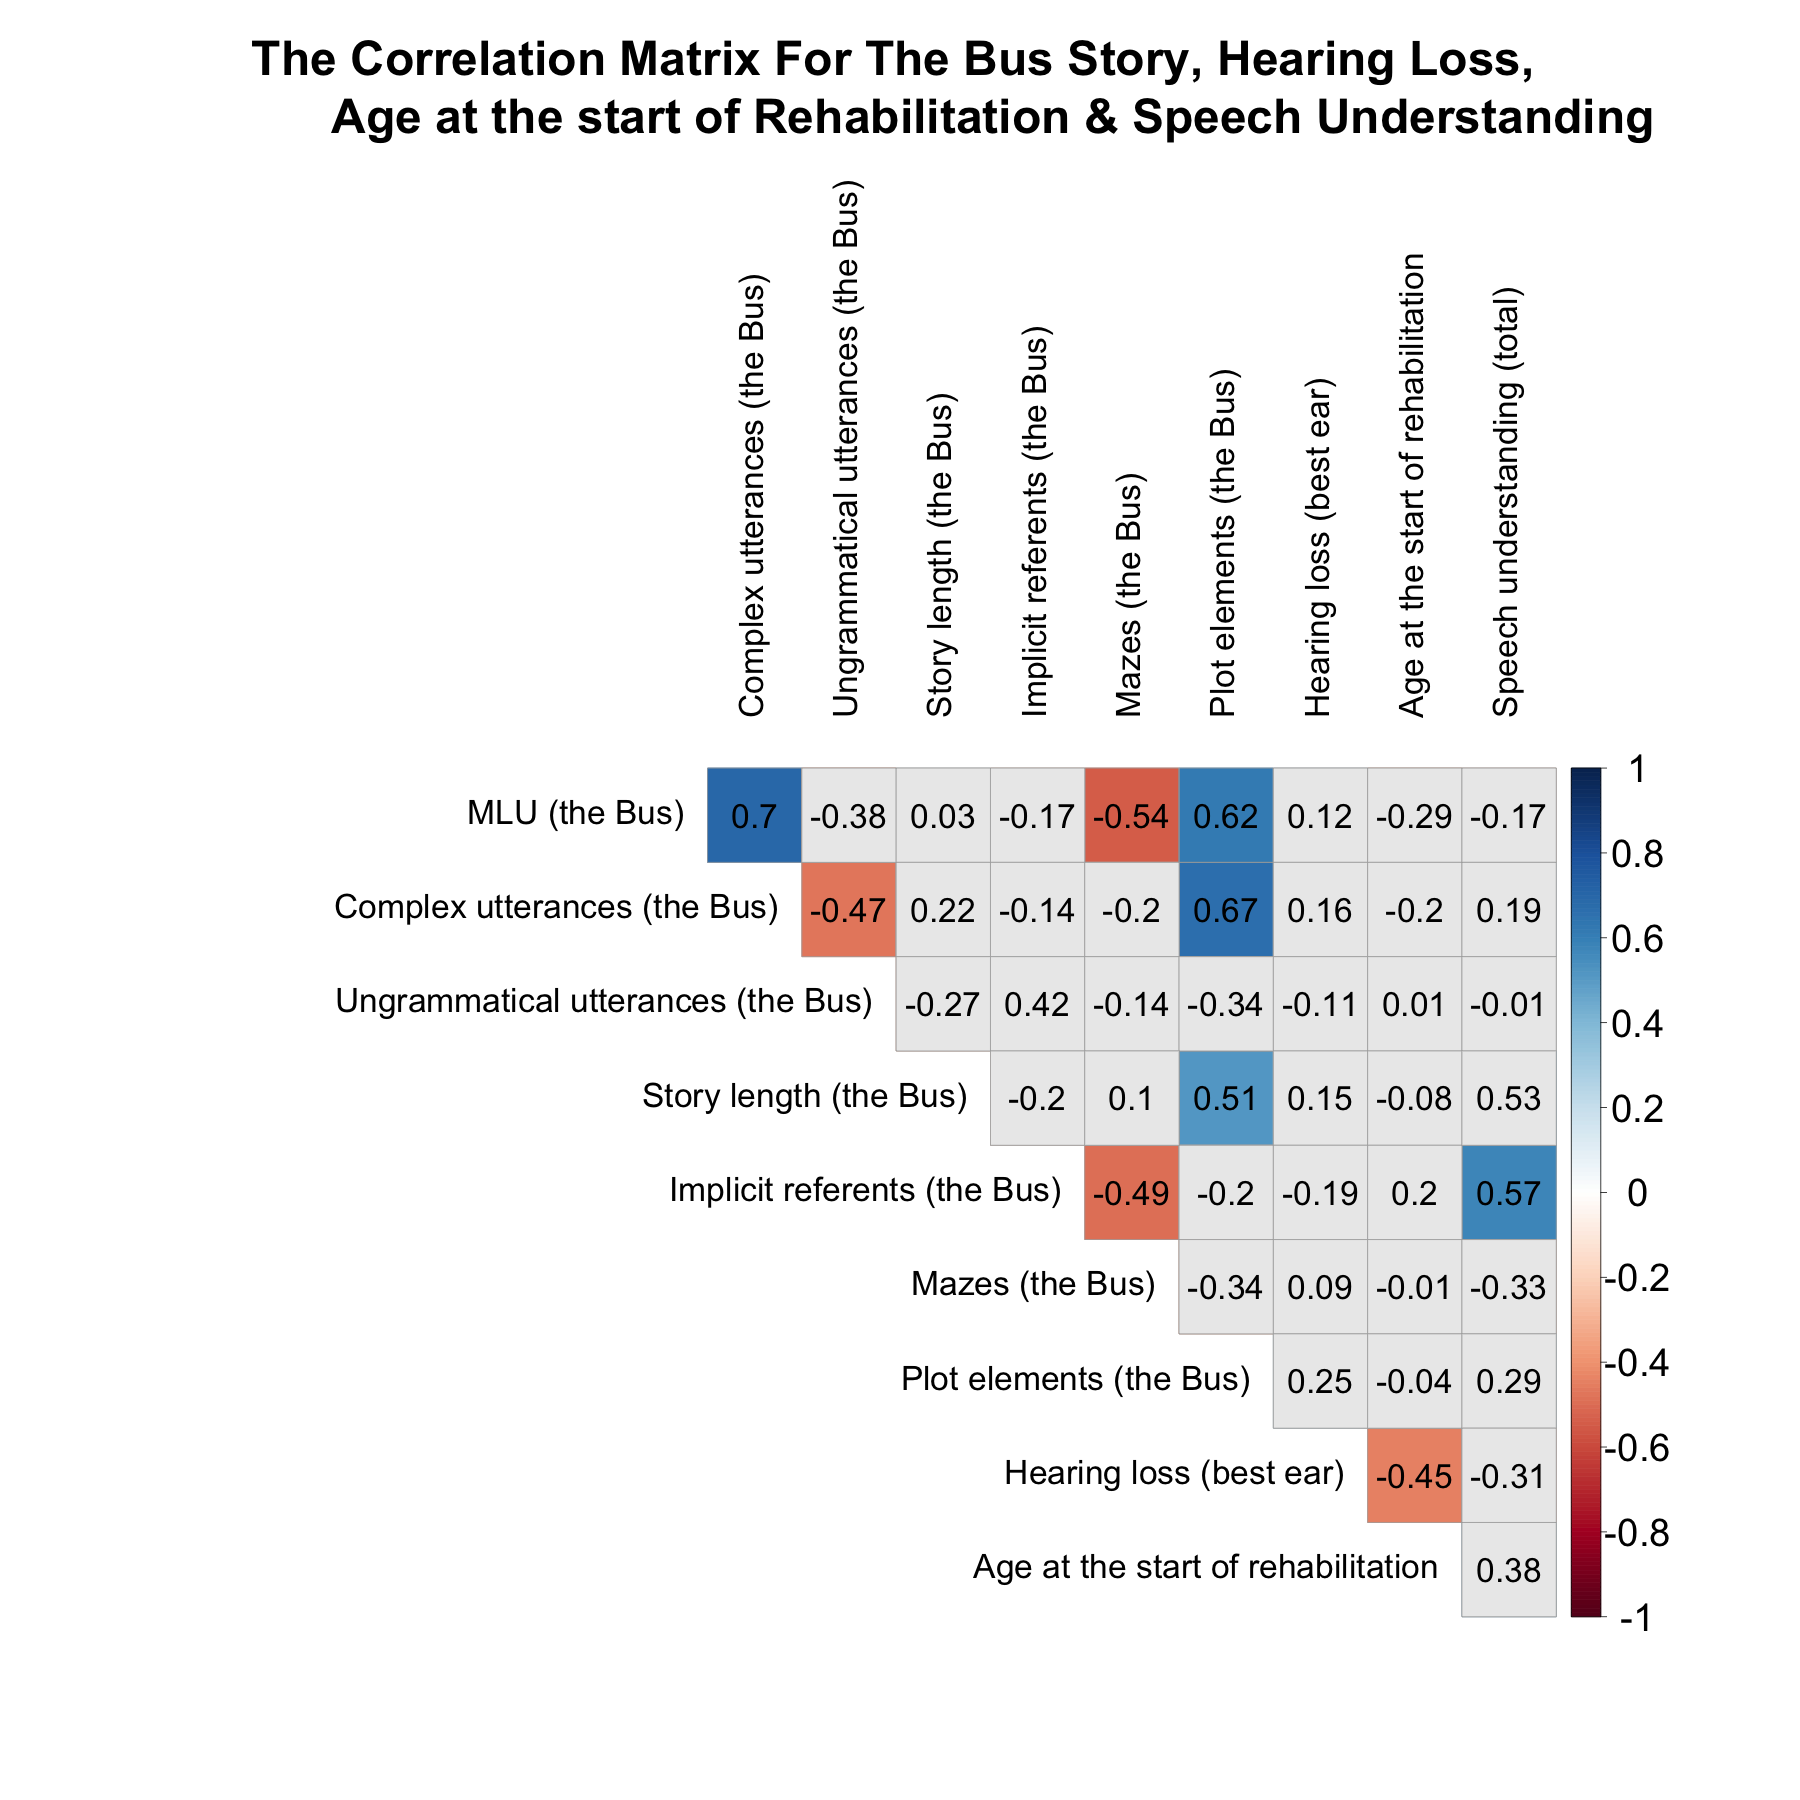 The Correlation Matrix For The Bus Story, Hearing Loss,
Age at the start of Rehabilitation & Speech Understanding
Complex utterances (the Bus)
Ungrammatical utterances (the Bus)
Story length (the Bus)
Implicit referents (the Bus)
Mazes (the Bus)
Plot elements (the Bus)
Hearing loss (best ear)
Age at the start of rehabilitation
Speech understanding (total)
MLU (the Bus) 0.7 -0.38 0.03 -0.17 -0.54 0.62 0.12 -0.29 -0.17
Complex utterances (the Bus) -0.47 0.22 -0.14 -0.2 0.67 0.16 -0.2 0.19
Ungrammatical utterances (the Bus) -0.27 0.42 -0.14 -0.34 -0.11 0.01 -0.01
Story length (the Bus) -0.2 0.1 0.51 0.15 -0.08 0.53
Implicit referents (the Bus) -0.49 -0.2 -0.19 0.2 0.57
Mazes (the Bus) -0.34 0.09 -0.01 -0.33
Plot elements (the Bus) 0.25 -0.04 0.29
Hearing loss (best ear) -0.45 -0.31
Age at the start of rehabilitation 0.38
1
0.8
0.6
0.4
0.2
0
-0.2
-0.4
-0.6
-0.8
-1